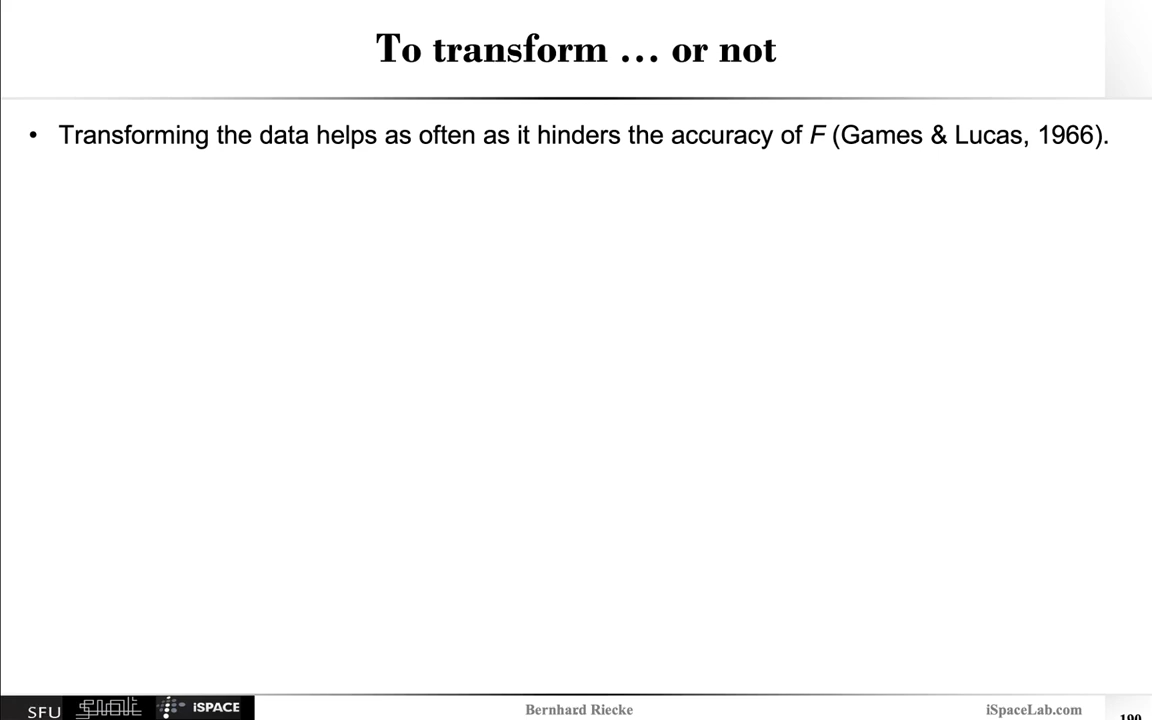 To transform … or not
• Transforming the data helps as often as it hinders the accuracy of F (Games & Lucas, 1966).
SFU
iSPACE
Bernhard Riecke
iSpaceLab.com
190